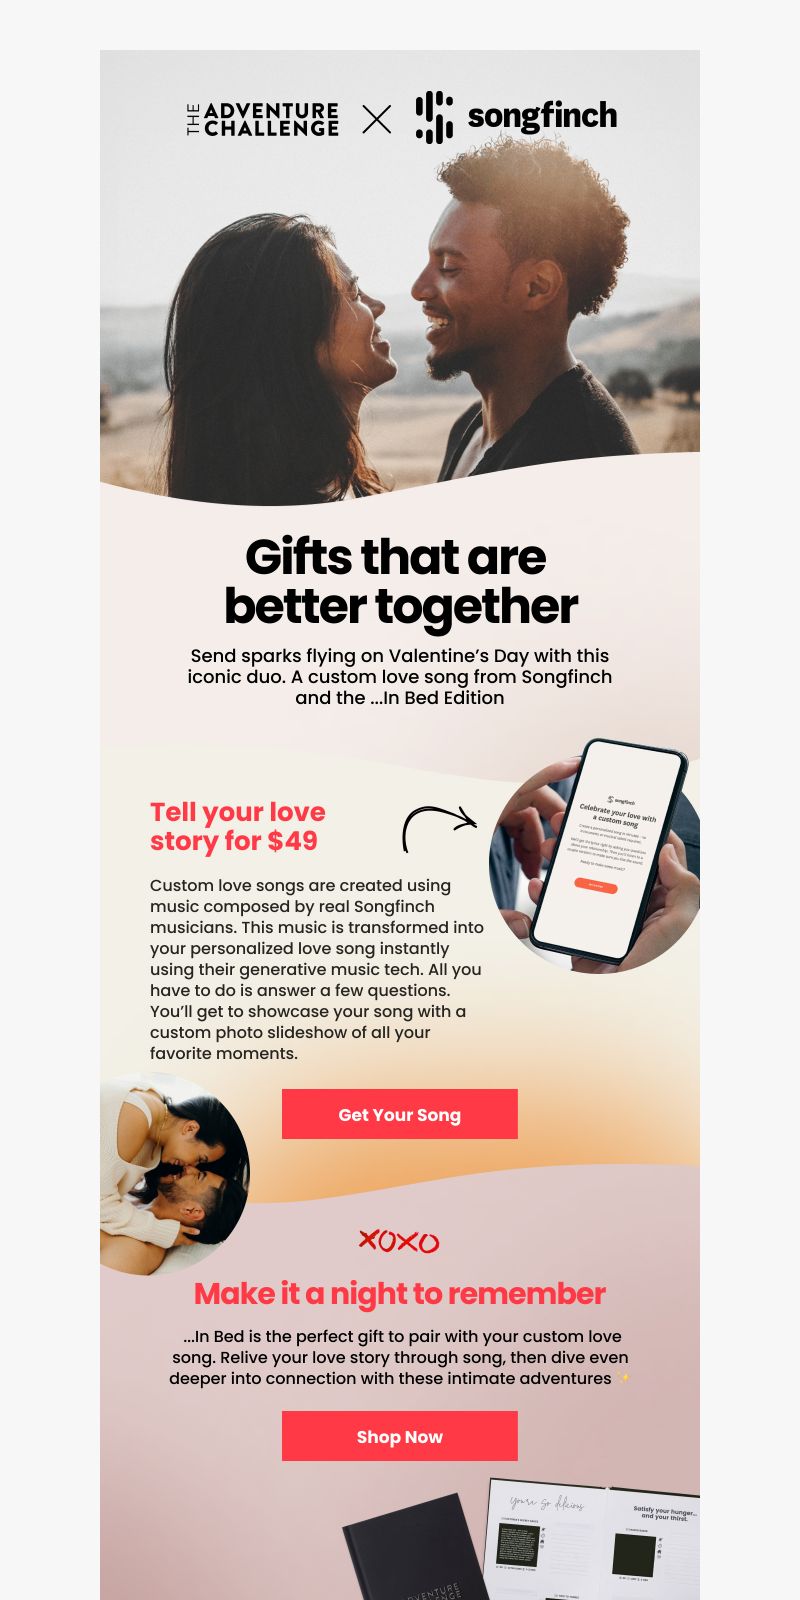 THE ADVENTURE
CHALLENGE
songfinch
Gifts that are
better together
Send sparks flying on Valentine’s Day with this
iconic duo. A custom love song from Songfinch
and the ...In Bed Edition
Tell your love
story for $49
songfinch
Celebrate your love with
a custom song
Ready to make some music?
Custom love songs are created using
music composed by real Songfinch
musicians. This music is transformed into
your personalized love song instantly
using their generative music tech. All you
have to do is answer a few questions.
You’ll get to showcase your song with a
custom photo slideshow of all your
favorite moments.
Get Your Song
XOXO
Make it a night to remember
...In Bed is the perfect gift to pair with your custom love
song. Relive your love story through song, then dive even
deeper into connection with these intimate adventures ✨
Shop Now
You're so delicious
Satisfy your hunger...
and your thirst.
ADVENTURE
CHALLENGE